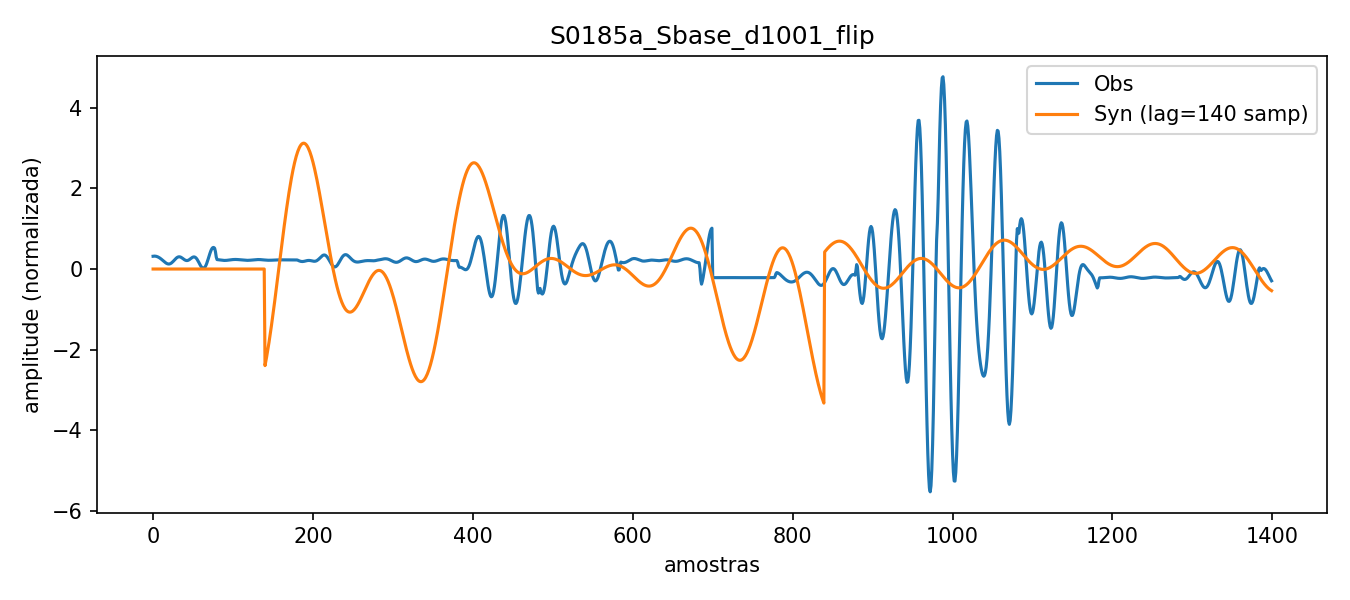 S0185a_Sbase_d1001_flip
Obs
Syn (lag=140 samp)
amplitude (normalizada)
4
2
0
−2
−4
−6
0
200
400
600
800
1000
1200
1400
amostras